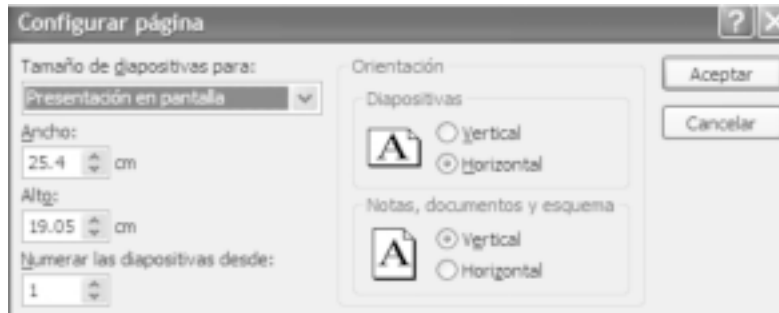 Configurar página
Tamaño de diapositivas para:
Presentación en pantalla
Ancho:
25.4 cm
Alto:
19.05 cm
Numerar las diapositivas desde:
1
Orientación
Diapositivas
A
Vertical
Horizontal
Notas, documentos y esquema
A
Vertical
Horizontal
?
Aceptar
Cancelar